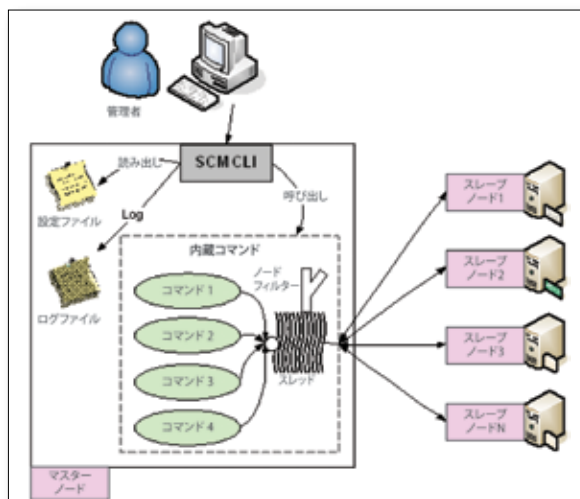 管理者
SCMCLI
読み出し
設定ファイル
Log
呼び出し
ログファイル
内蔵コマンド
ノード
フィルター
コマンド 1
コマンド 2
コマンド 3
コマンド 4
スレッド
スレーブ
ノード1
スレーブ
ノード2
スレーブ
ノード3
スレーブ
ノードN
マスター
ノード